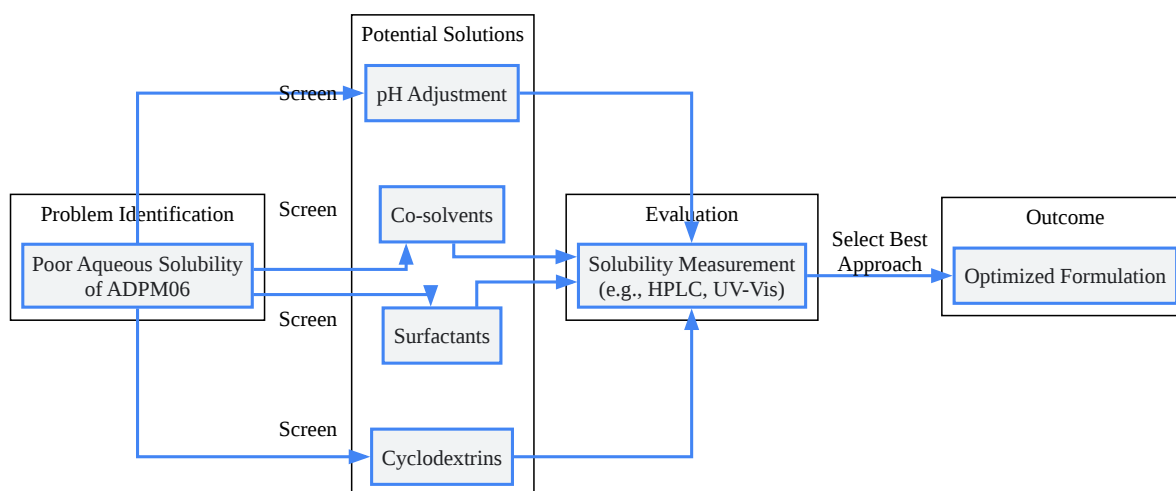 Potential Solutions
Screen
pH Adjustment
Problem Identification
Screen
Co-solvents
Evaluation
Outcome
Poor Aqueous Solubility
of ADPM06
Solubility Measurement
(e.g., HPLC, UV-Vis)
Select Best
Approach
Optimized Formulation
Screen
Surfactants
Screen
Cyclodextrins